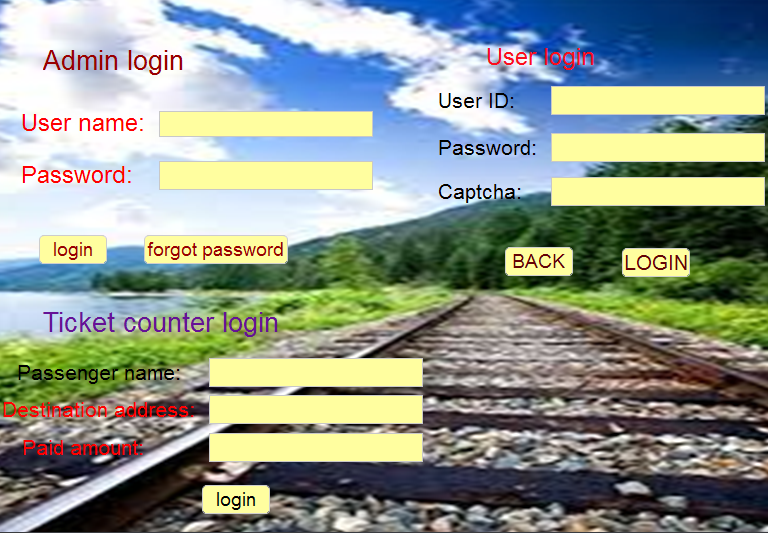 Admin login
User name:
Password:
login
forgot password
User login
User ID:
Password:
Captcha:
BACK
LOGIN
Ticket counter login
Passenger name:
Destination address:
Paid amount:
login